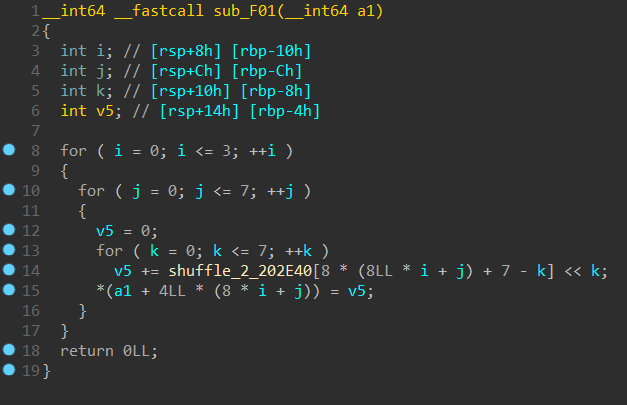 1 __int64 __fastcall sub_F01(__int64 a1)
2 {
3   int i; // [rsp+8h] [rbp-10h]
4   int j; // [rsp+Ch] [rbp-Ch]
5   int k; // [rsp+10h] [rbp-8h]
6   int v5; // [rsp+14h] [rbp-4h]
7
8   for ( i = 0; i <= 3; ++i )
9   {
10     for ( j = 0; j <= 7; ++j )
11     {
12       v5 = 0;
13       for ( k = 0; k <= 7; ++k )
14         v5 += shuffle_2_202E40[8 * (8LL * i + j) + 7 - k] << k;
15       *(a1 + 4LL * (8 * i + j)) = v5;
16     }
17   }
18   return 0LL;
19 }